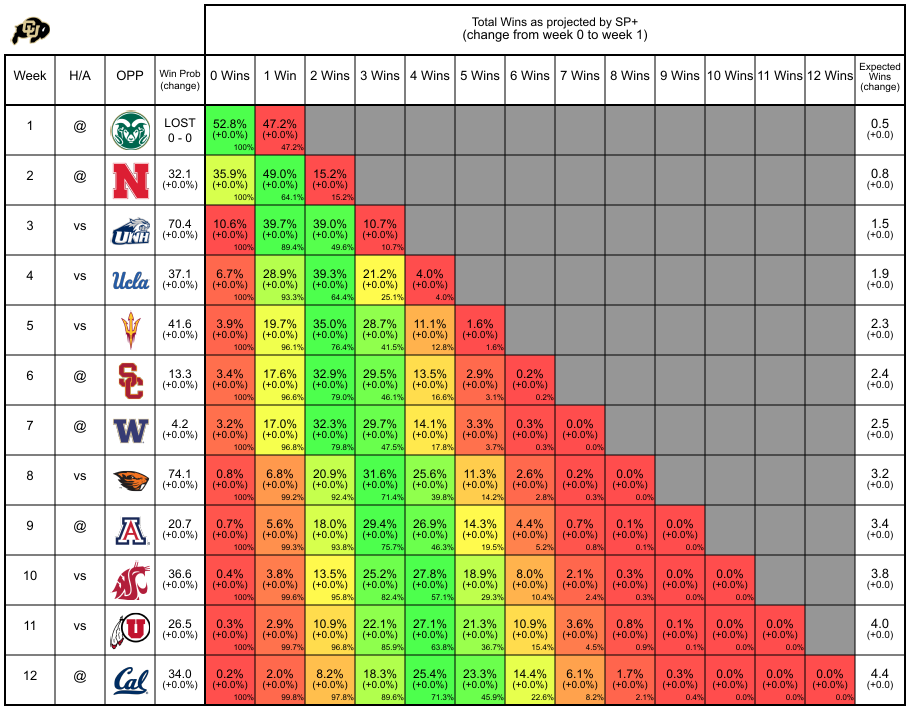 CU
Total Wins as projected by SP+
(change from week 0 to week 1)
Week H/A OPP Win Prob (change) 0 Wins 1 Win 2 Wins 3 Wins 4 Wins 5 Wins 6 Wins 7 Wins 8 Wins 9 Wins 10 Wins 11 Wins 12 Wins Expected Wins (change)
1 @ LOST 52.8% 47.2% 0.5
0 - 0 (+0.0%) (+0.0%) (+0.0)
100% 47.2%
2 @ N 32.1 35.9% 49.0% 15.2% 0.8
(+0.0%) (+0.0%) (+0.0%) (+0.0%) (+0.0)
100% 64.1% 15.2%
3 vs UNH 70.4 10.6% 39.7% 39.0% 10.7% 1.5
(+0.0%) (+0.0%) (+0.0%) (+0.0%) (+0.0%) (+0.0)
100% 89.4% 49.6% 10.7%
4 vs Ucla 37.1 6.7% 28.9% 39.3% 21.2% 4.0% 1.9
(+0.0%) (+0.0%) (+0.0%) (+0.0%) (+0.0%) (+0.0%) (+0.0)
100% 93.3% 64.4% 25.1% 4.0%
5 vs 41.6 3.9% 19.7% 35.0% 28.7% 11.1% 1.6% 2.3
(+0.0%) (+0.0%) (+0.0%) (+0.0%) (+0.0%) (+0.0%) (+0.0%) (+0.0)
100% 96.1% 76.4% 41.5% 12.8% 1.6%
6 @ SC 13.3 3.4% 17.6% 32.9% 29.5% 13.5% 2.9% 0.2% 2.4
(+0.0%) (+0.0%) (+0.0%) (+0.0%) (+0.0%) (+0.0%) (+0.0%) (+0.0%) (+0.0)
100% 96.6% 79.0% 46.1% 16.6% 3.1% 0.2%
7 @ W 4.2 3.2% 17.0% 32.3% 29.7% 14.1% 3.3% 0.3% 0.0% 2.5
(+0.0%) (+0.0%) (+0.0%) (+0.0%) (+0.0%) (+0.0%) (+0.0%) (+0.0%) (+0.0%) (+0.0)
100% 96.8% 79.8% 47.5% 17.8% 3.7% 0.3% 0.0%
8 vs 74.1 0.8% 6.8% 20.9% 31.6% 25.6% 11.3% 2.6% 0.2% 0.0% 3.2
(+0.0%) (+0.0%) (+0.0%) (+0.0%) (+0.0%) (+0.0%) (+0.0%) (+0.0%) (+0.0%) (+0.0%) (+0.0)
100% 99.2% 92.4% 71.4% 39.8% 14.2% 2.8% 0.3% 0.0%
9 @ A 20.7 0.7% 5.6% 18.0% 29.4% 26.9% 14.3% 4.4% 0.7% 0.1% 0.0% 3.4
(+0.0%) (+0.0%) (+0.0%) (+0.0%) (+0.0%) (+0.0%) (+0.0%) (+0.0%) (+0.0%) (+0.0%) (+0.0%) (+0.0)
100% 99.3% 93.8% 75.7% 46.3% 19.5% 5.2% 0.8% 0.1% 0.0%
10 vs 36.6 0.4% 3.8% 13.5% 25.2% 27.8% 18.9% 8.0% 2.1% 0.3% 0.0% 0.0% 3.8
(+0.0%) (+0.0%) (+0.0%) (+0.0%) (+0.0%) (+0.0%) (+0.0%) (+0.0%) (+0.0%) (+0.0%) (+0.0%) (+0.0%) (+0.0)
100% 99.6% 95.8% 82.4% 57.1% 29.3% 10.4% 2.4% 0.3% 0.0% 0.0%
11 vs U 26.5 0.3% 2.9% 10.9% 22.1% 27.1% 21.3% 10.9% 3.6% 0.8% 0.1% 0.0% 0.0% 4.0
(+0.0%) (+0.0%) (+0.0%) (+0.0%) (+0.0%) (+0.0%) (+0.0%) (+0.0%) (+0.0%) (+0.0%) (+0.0%) (+0.0%) (+0.0%) (+0.0)
100% 99.7% 96.8% 85.9% 63.8% 36.7% 15.4% 4.5% 0.9% 0.1% 0.0% 0.0%
12 @ Cal 34.0 0.2% 2.0% 8.2% 18.3% 25.4% 23.3% 14.4% 6.1% 1.7% 0.3% 0.0% 0.0% 0.0% 4.4
(+0.0%) (+0.0%) (+0.0%) (+0.0%) (+0.0%) (+0.0%) (+0.0%) (+0.0%) (+0.0%) (+0.0%) (+0.0%) (+0.0%) (+0.0%) (+0.0%) (+0.0)
100% 99.8% 97.8% 89.6% 71.3% 45.9% 22.6% 8.2% 2.1% 0.4% 0.0% 0.0% 0.0%